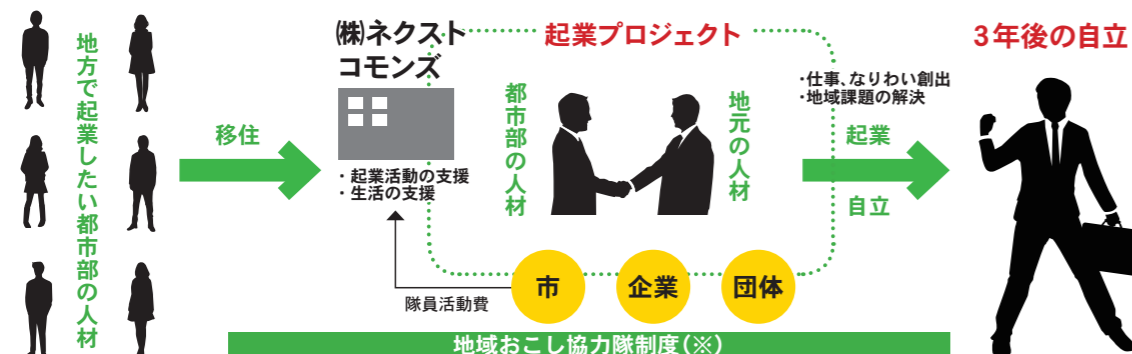 地方で起業したい都市部の人材
移住
㈱ネクスト
コモンズ
・起業活動の支援
・生活の支援
起業プロジェクト
都市部の人材
地元の人材
市
企業
団体
隊員活動費
・仕事、なりわい創出
・地域課題の解決
起業
自立
3年後の自立
地域おこし協力隊制度(※)